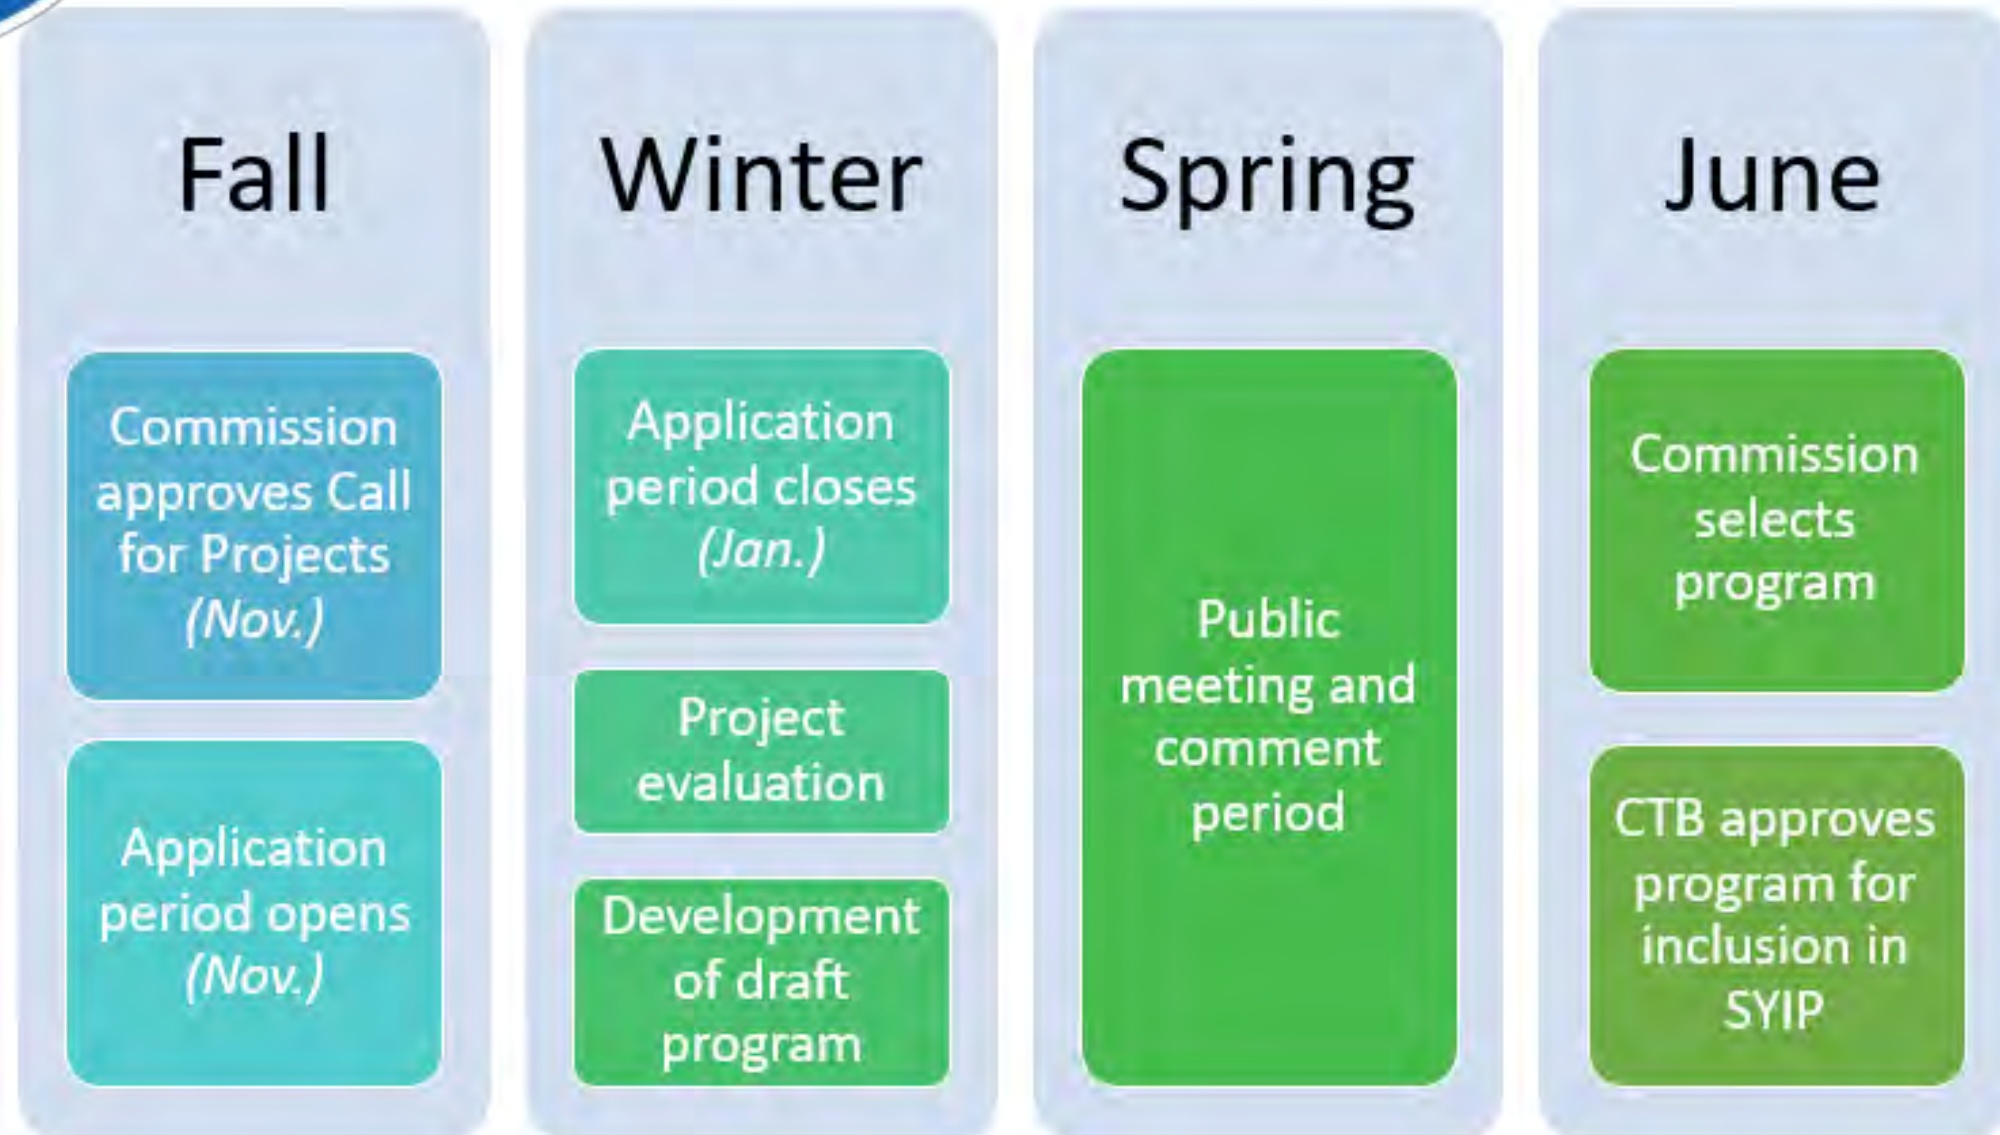 Fall
Commission
approves Call
for Projects
(Nov.)
Application
period opens
(Nov.)
Winter
Application
period closes
(Jan.)
Project
evaluation
Development
of draft
program
Spring
Public
meeting and
comment
period
June
Commission
selects
program
CTB approves
program for
inclusion in
SYIP